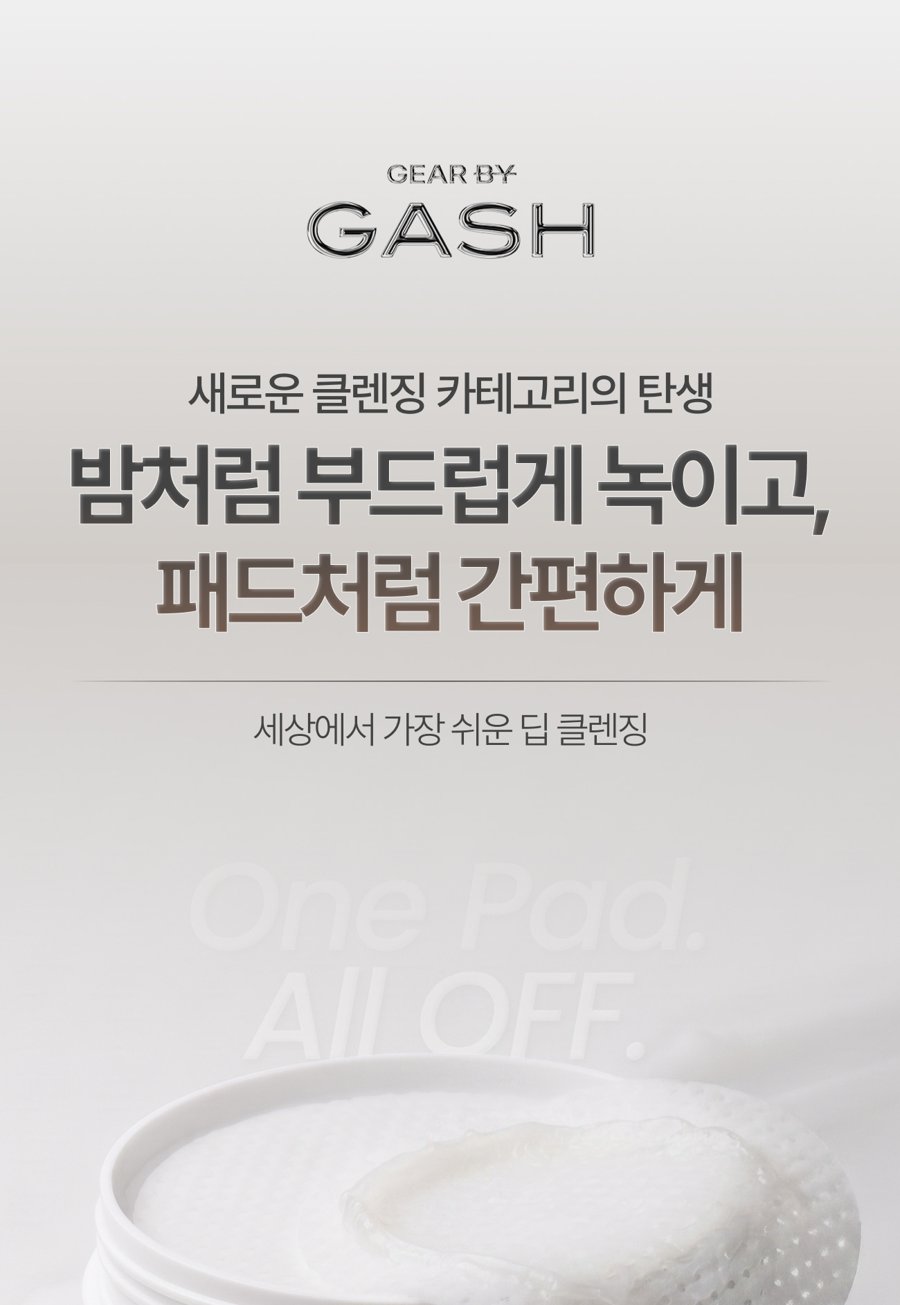 GEAR BY
GASH
새로운 클렌징 카테고리의 탄생
밤처럼 부드럽게 녹이고,
패드처럼 간편하게
세상에서 가장 쉬운 딥 클렌징
One Pad.
All OFF.